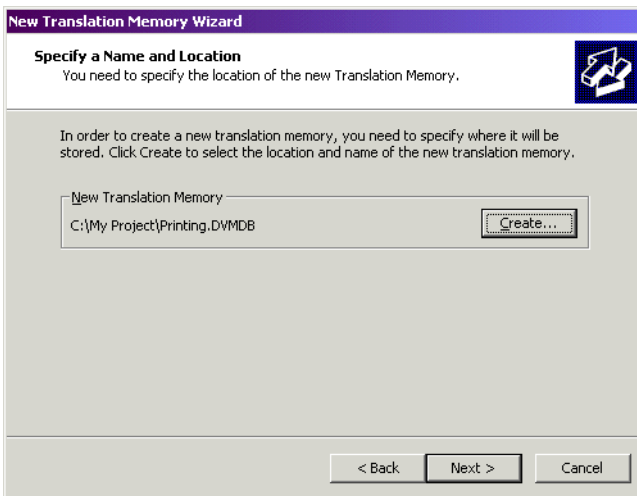 New Translation Memory Wizard
Specify a Name and Location
You need to specify the location of the new Translation Memory.
In order to create a new translation memory, you need to specify where it will be
stored. Click Create to select the location and name of the new translation memory.
New Translation Memory
C:\My Project\Printing.DVMDB
Create...
< Back
Next >
Cancel